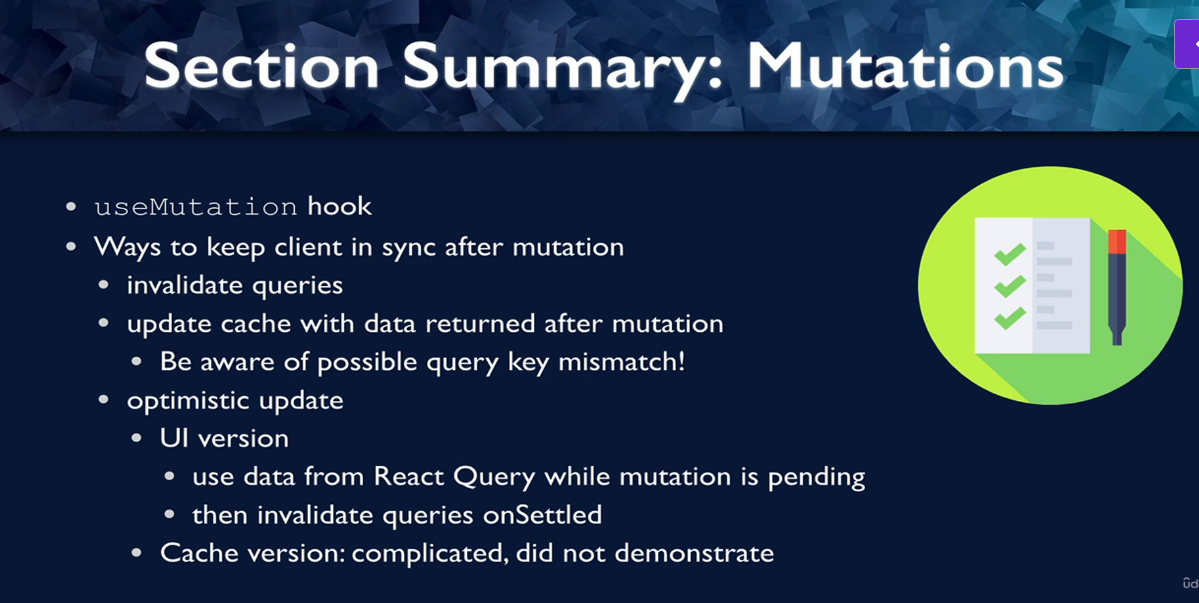 Section Summary: Mutations
useMutation hook
Ways to keep client in sync after mutation
invalidate queries
update cache with data returned after mutation
Be aware of possible query key mismatch!
optimistic update
UI version
use data from React Query while mutation is pending
then invalidate queries onSettled
Cache version: complicated, did not demonstrate